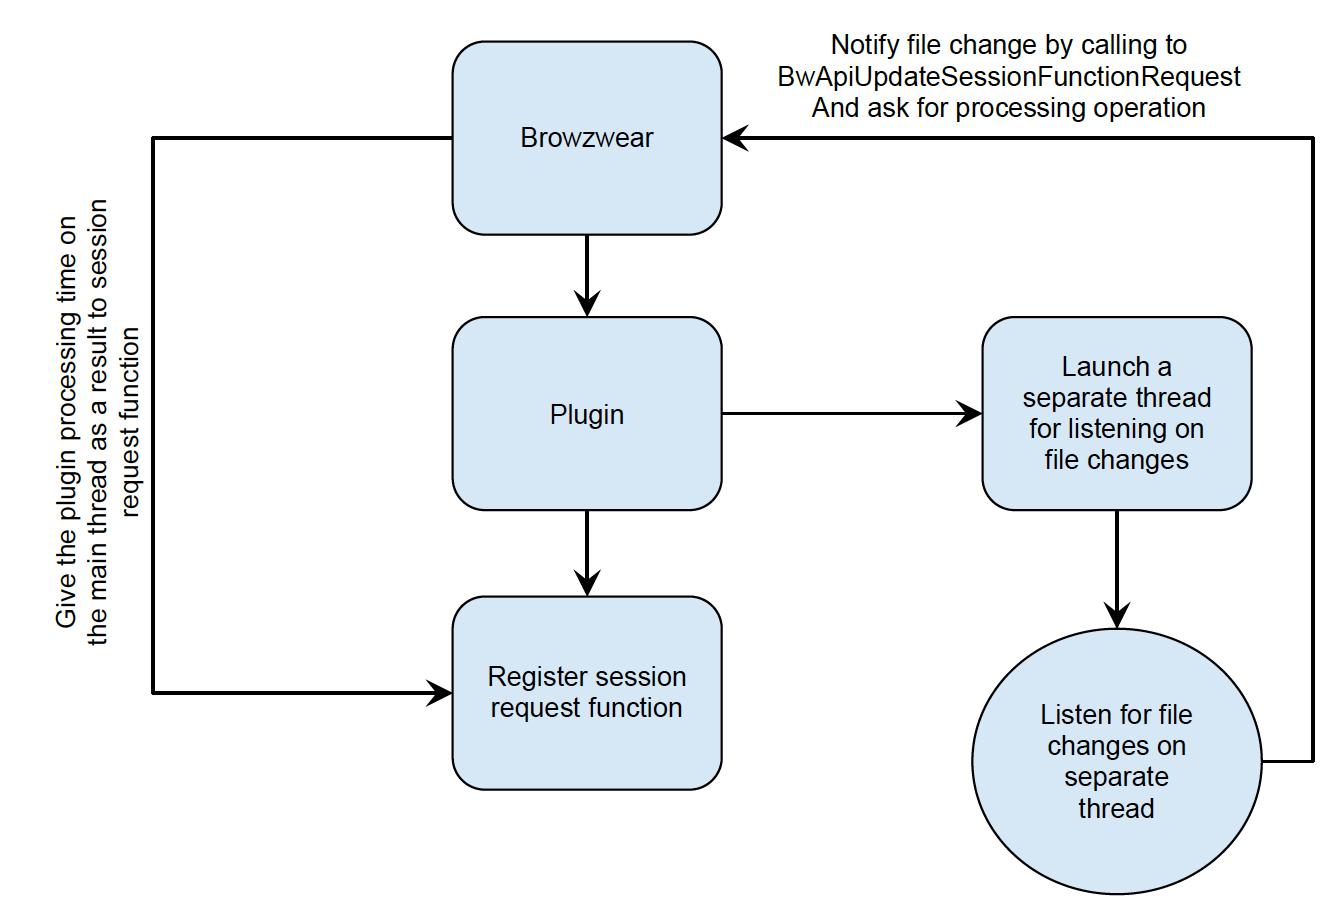 Notify file change by calling to
BwApiUpdateSessionFunctionRequest
And ask for processing operation
Browzwear
Give the plugin processing time on
the main thread as a result to session
request function
Plugin
Launch a
separate thread
for listening on
file changes
Register session
request function
Listen for file
changes on
separate
thread